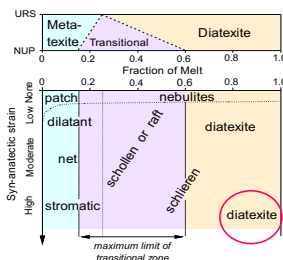 URS
NUP
Meta-
texite
Transitional
Diatexite
0.0 0.2 0.4 0.6 0.8 1.0
Fraction of Melt
0 0.2 0.4 0.6 0.8 1.0
Syn-anatectic strain
None
Low
Moderate
High
patch
nebulites
dilatant
net
stromatic
schollen or raft
schlieren
diatexite
diatexite
maximum limit of
transitional zone